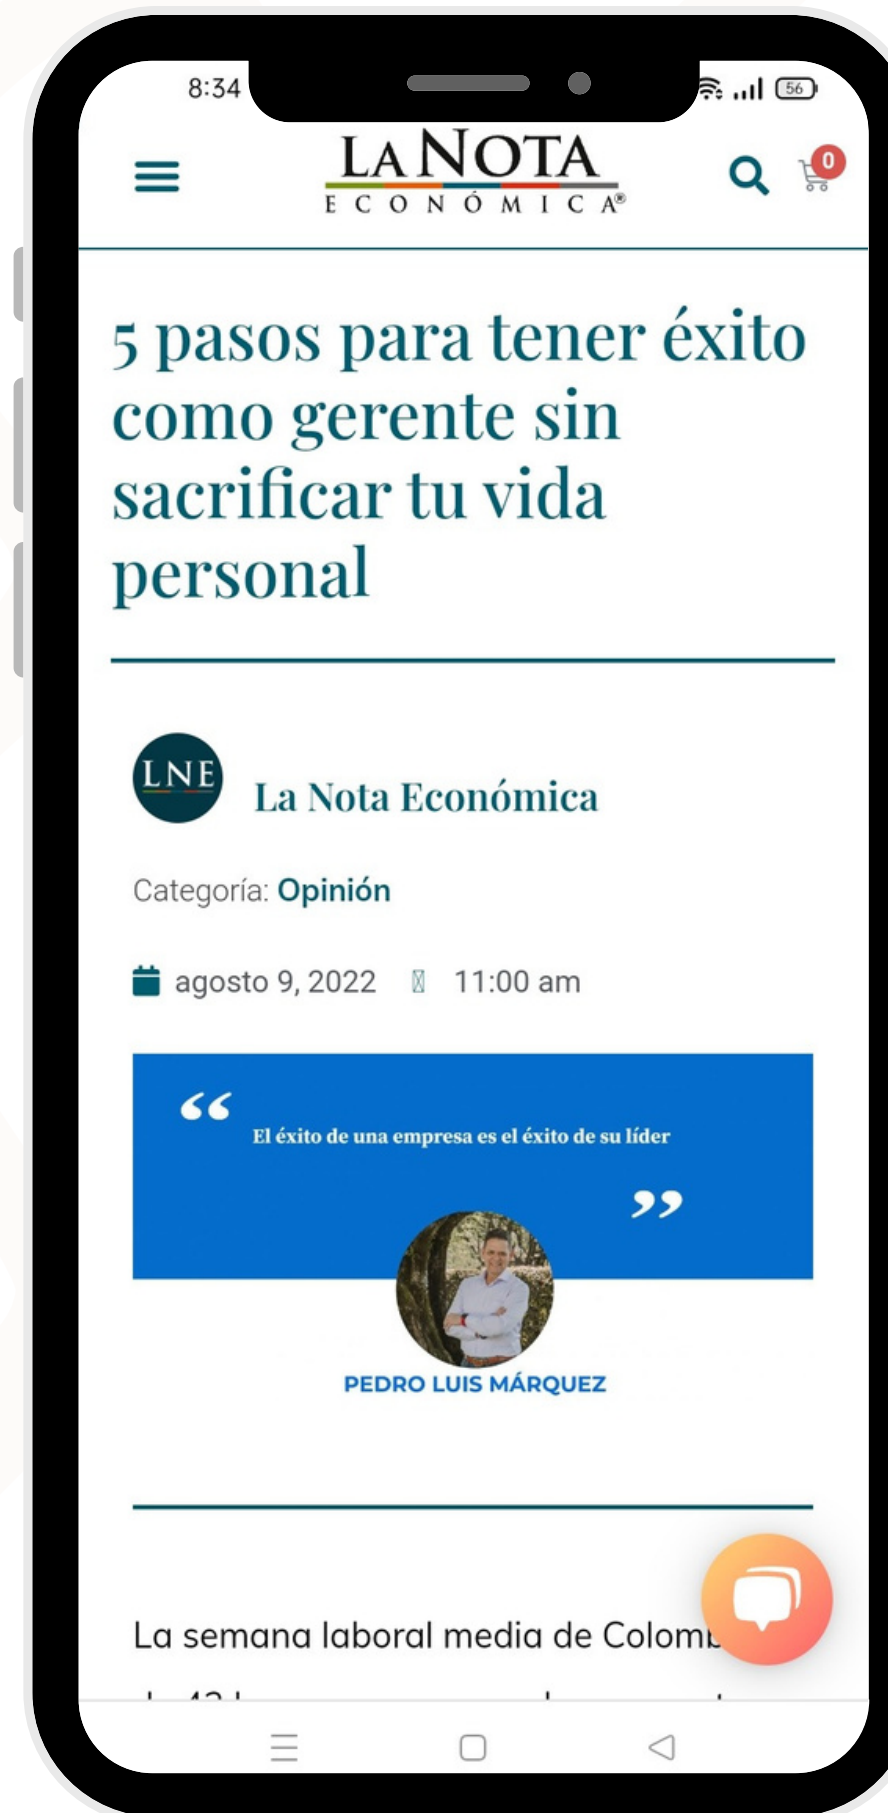 8:34
56
LA NOTA
ECONÓMICA®
0
5 pasos para tener éxito
como gerente sin
sacrificar tu vida
personal
LNE
La Nota Económica
Categoría: Opinión
agosto 9, 2022 11:00 am
“
El éxito de una empresa es el éxito de su líder
”
PEDRO LUIS MÁRQUEZ
La semana laboral media de